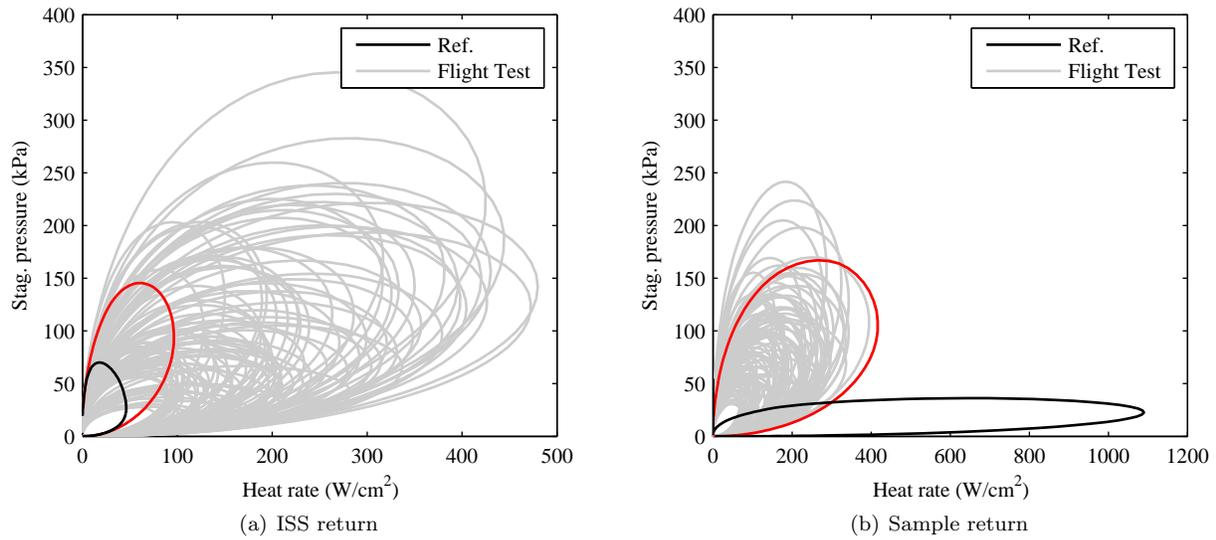 400
350
300
250
200
150
100
50
0
Stag. pressure (kPa)
0 100 200 300 400 500
Heat rate (W/cm²)
Ref.
Flight Test
(a) ISS return
400
350
300
250
200
150
100
50
0
Stag. pressure (kPa)
0 200 400 600 800 1000 1200
Heat rate (W/cm²)
Ref.
Flight Test
(b) Sample return